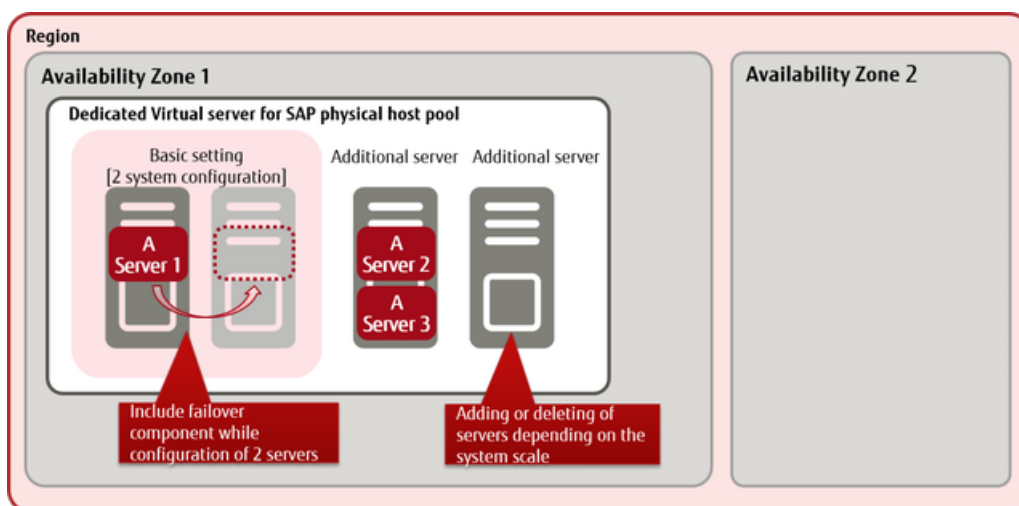 Region
Availability Zone 1
Availability Zone 2
Dedicated Virtual server for SAP physical host pool
Basic setting
[2 system configuration]
Additional server
Additional server
A
Server 1
A
Server 2
A
Server 3
Include failover
component while
configuration of 2 servers
Adding or deleting of
servers depending on the
system scale